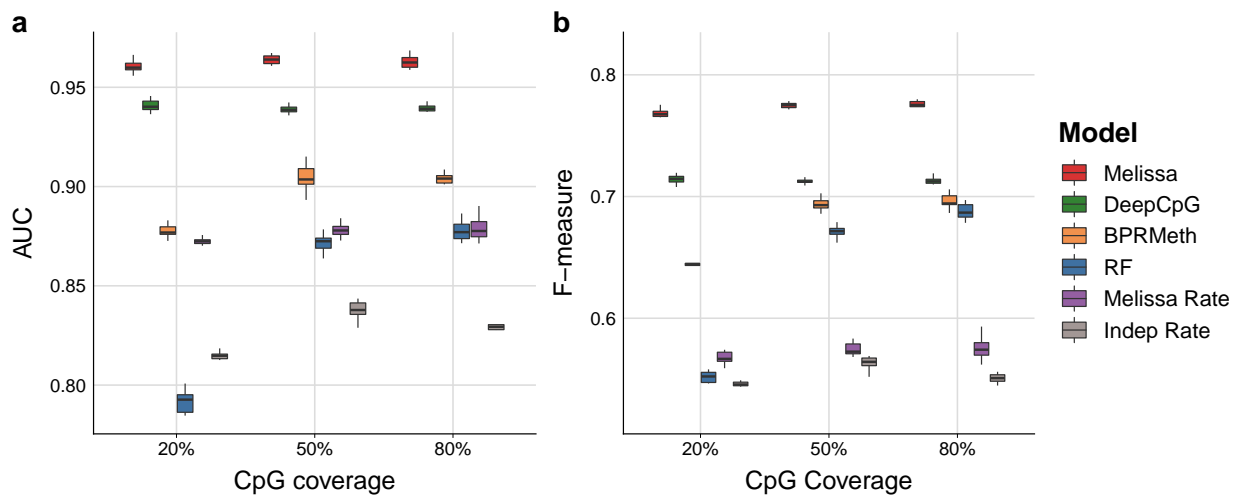 a
0.95
0.90
0.85
0.80
AUC
20%
50%
80%
CpG coverage
b
0.8
0.7
0.6
F−measure
20%
50%
80%
CpG Coverage
Model
Melissa
DeepCpG
BPRMeth
RF
Melissa Rate
Indep Rate